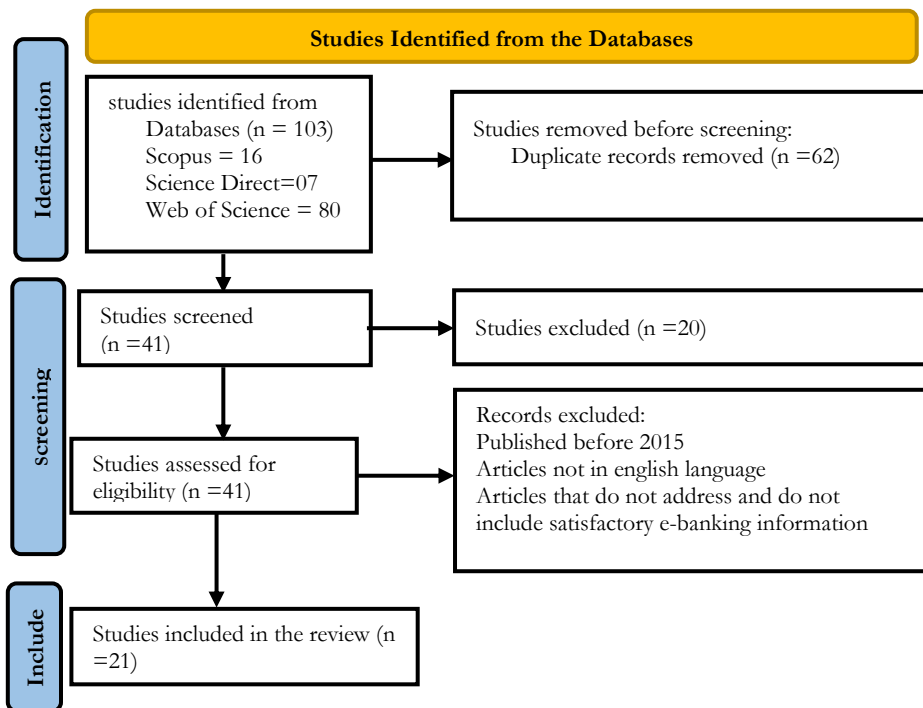 Studies Identified from the Databases
Identification
studies identified from
Databases (n = 103)
Scopus = 16
Science Direct=07
Web of Science = 80
Studies removed before screening:
Duplicate records removed (n =62)
screening
Studies screened
(n =41)
Studies excluded (n =20)
Studies assessed for
eligibility (n =41)
Records excluded:
Published before 2015
Articles not in english language
Articles that do not address and do not
include satisfactory e-banking information
Include
Studies included in the review (n
=21)